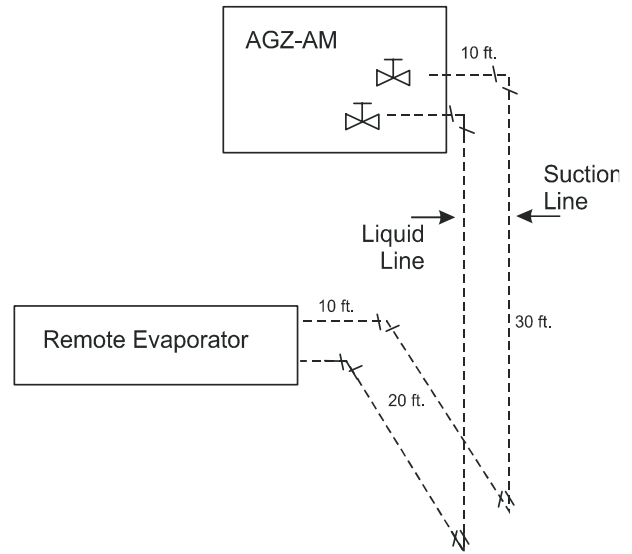 AGZ-AM
10 ft.
Suction
Line
Liquid
Line
10 ft.
Remote Evaporator
30 ft.
20 ft.